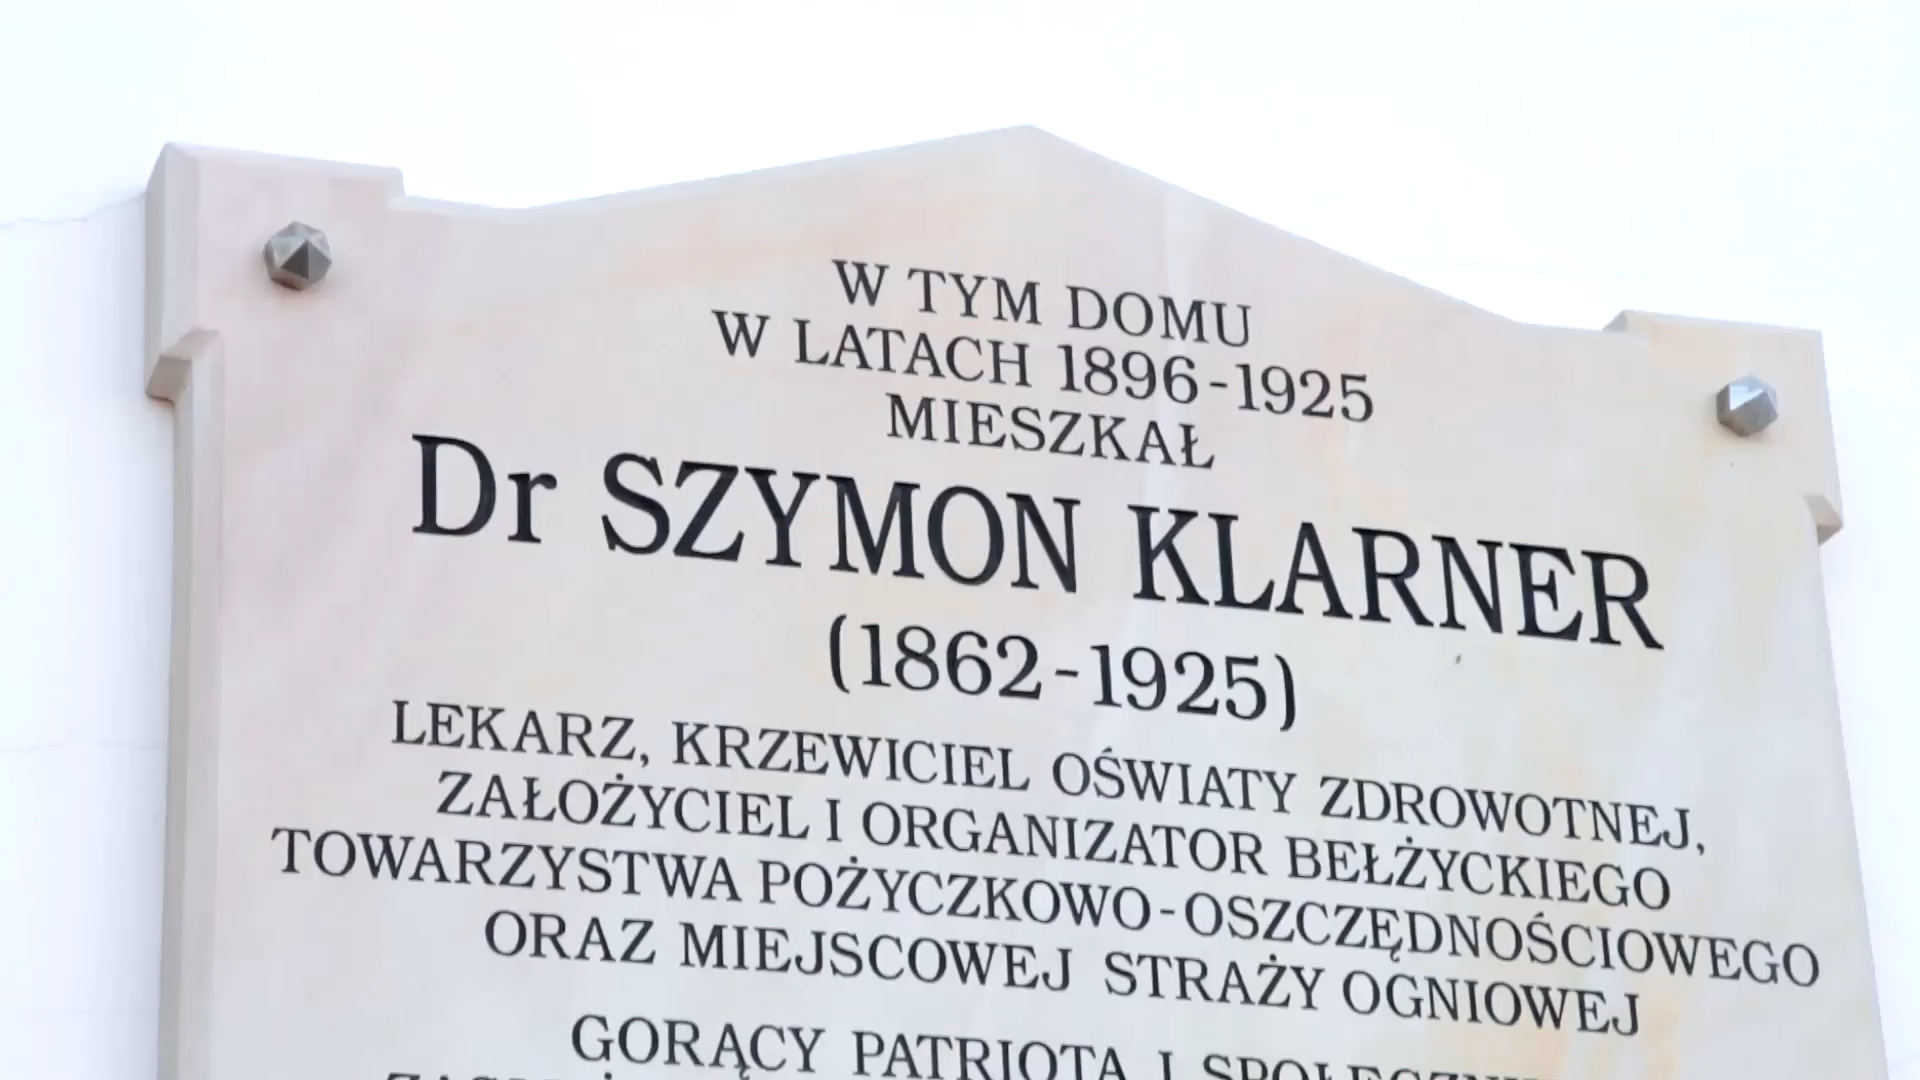 W TYM DOMU
W LATACH 1896-1925
MIESZKAŁ
Dr SZYMON KLARNER
(1862-1925)
LEKARZ, KRZEWICIEL OŚWIATY ZDROWOTNEJ,
ZAŁOŻYCIEL I ORGANIZATOR BEŁŻYCKIEGO
TOWARZYSTWA POŻYCZKOWO-OSZCZĘDNOŚCIOWEGO
ORAZ MIEJSCOWEJ STRAŻY OGNIOWEJ
GORĄCY PATRIOTA I